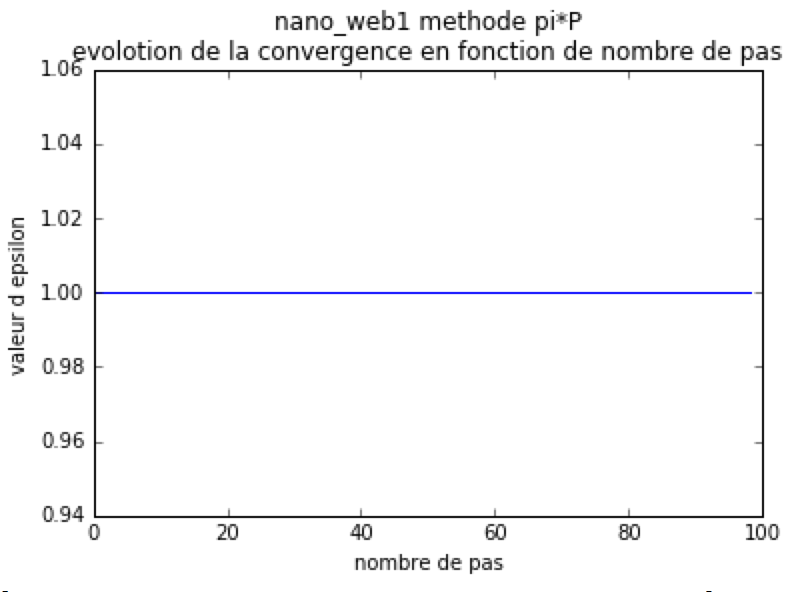 nano_web1 methode pi*P
evolotion de la convergence en fonction de nombre de pas
1.06
1.04
1.02
1.00
0.98
0.96
0.94
valeur d epsilon
0 20 40 60 80 100
nombre de pas